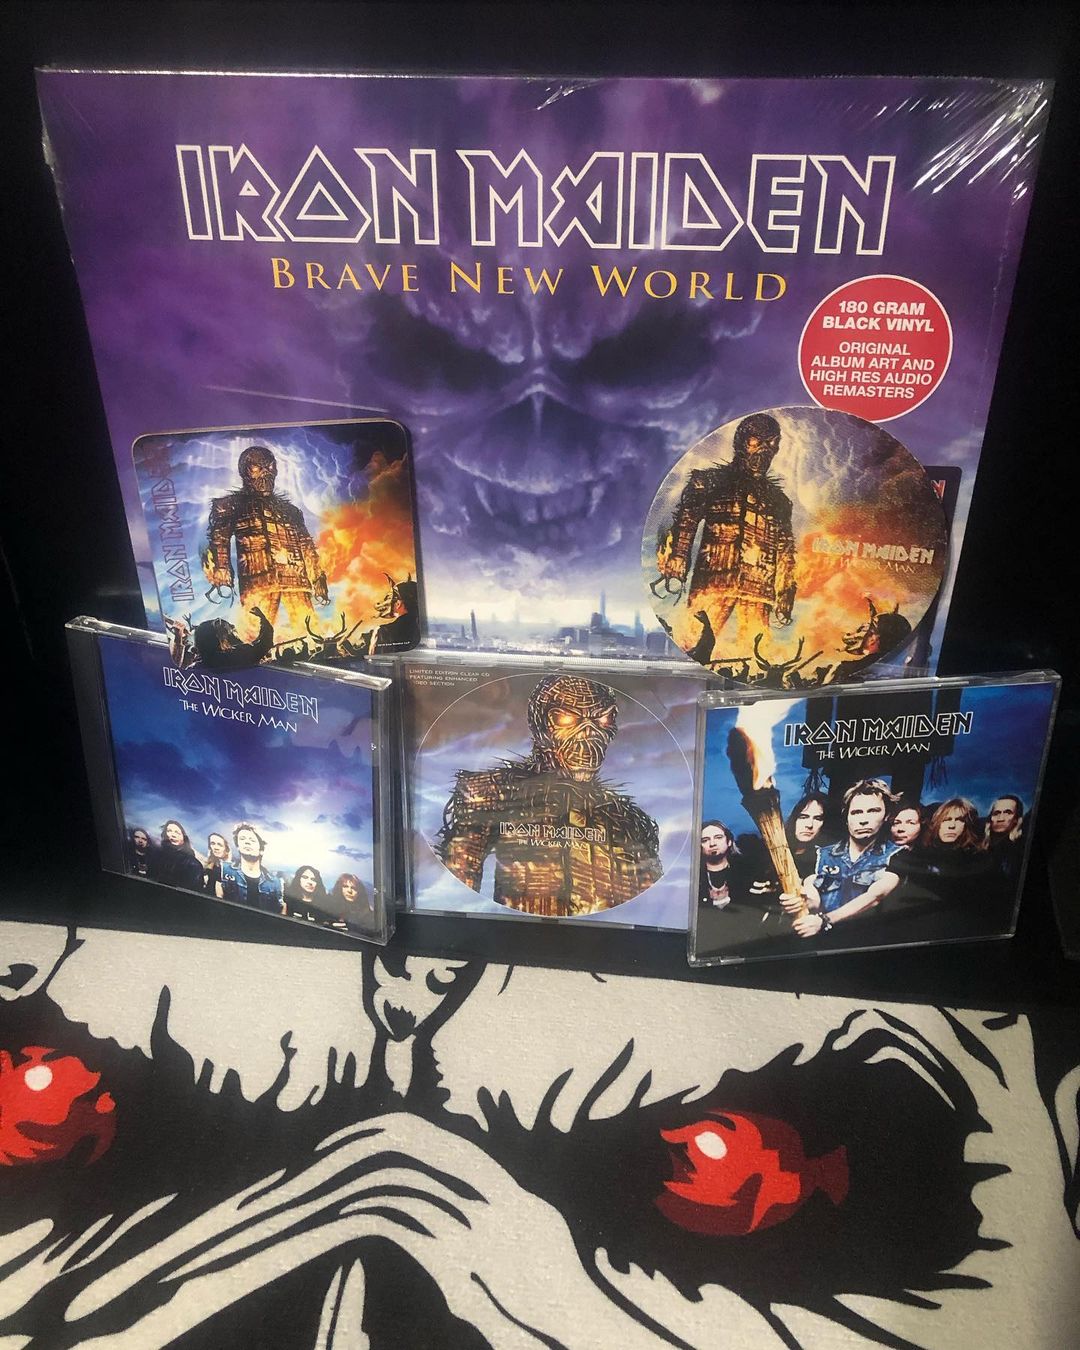 IRON MAIDEN
BRAVE NEW WORLD
180 GRAM
BLACK VINYL
ORIGINAL
ALBUM ART AND
HIGH RES AUDIO
REMASTERS
IRON MAIDEN
IRON MAIDEN
WICKER MAN
IRON MAIDEN
THE WICKER MAN
LIMITED EDITION CLEAR CD
FEATURING ENHANCED
VIDEO SECTION
IRON MAIDEN
THE WICKER MAN
IRON MAIDEN
THE WICKER MAN